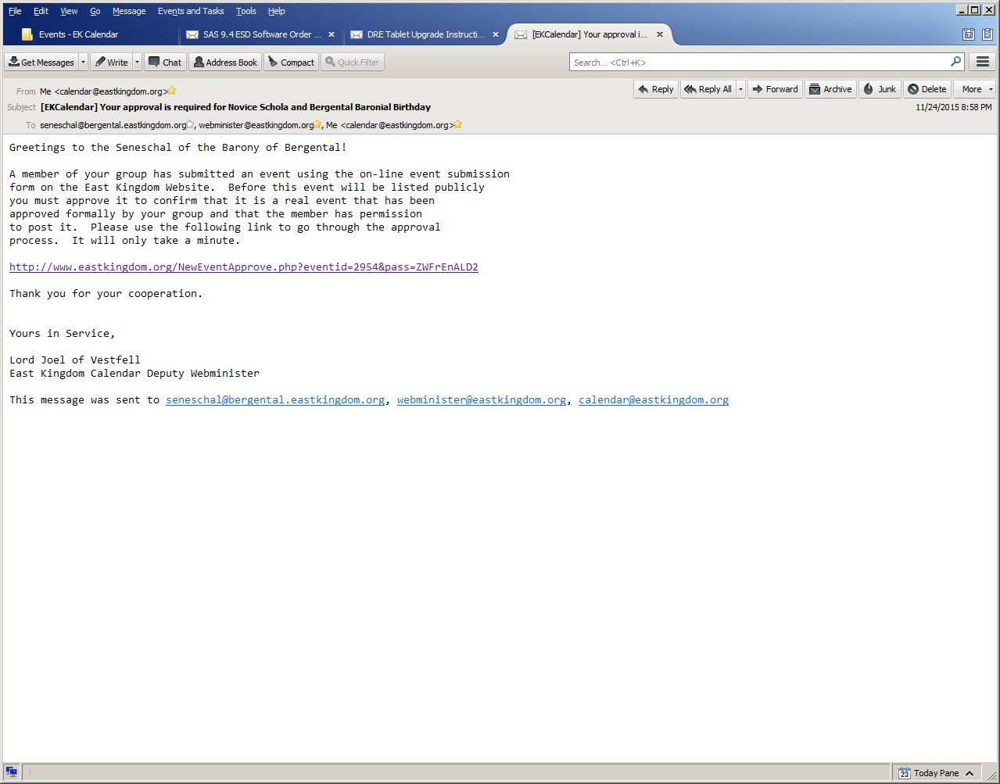 File Edit View Go Message Events and Tasks Tools Help
Events - EK Calendar SAS 9.4 ESD Software Order ... DRE Tablet Upgrade Instructi... [EKCalendar] Your approval i...
Get Messages Write Chat Address Book Compact Quick Filter Search... <Ctrl+K>
From Me <calendar@eastkingdom.org> Reply Reply All Forward Archive Junk Delete More
Subject [EKCalendar] Your approval is required for Novice Schola and Bergental Baronial Birthday 11/24/2015 8:58 PM
To seneschal@bergental.eastkingdom.org, webminister@eastkingdom.org, Me <calendar@eastkingdom.org>
Greetings to the Seneschal of the Barony of Bergental!
A member of your group has submitted an event using the on-line event submission
form on the East Kingdom Website.  Before this event will be listed publicly
you must approve it to confirm that it is a real event that has been
approved formally by your group and that the member has permission
to post it.  Please use the following link to go through the approval
process.  It will only take a minute.
http://www.eastkingdom.org/NewEventApprove.php?eventid=2954&pass=ZWFrEnALD2
Thank you for your cooperation.
Yours in Service,
Lord Joel of Vestfell
East Kingdom Calendar Deputy Webminister
This message was sent to seneschal@bergental.eastkingdom.org, webminister@eastkingdom.org, calendar@eastkingdom.org
23 Today Pane